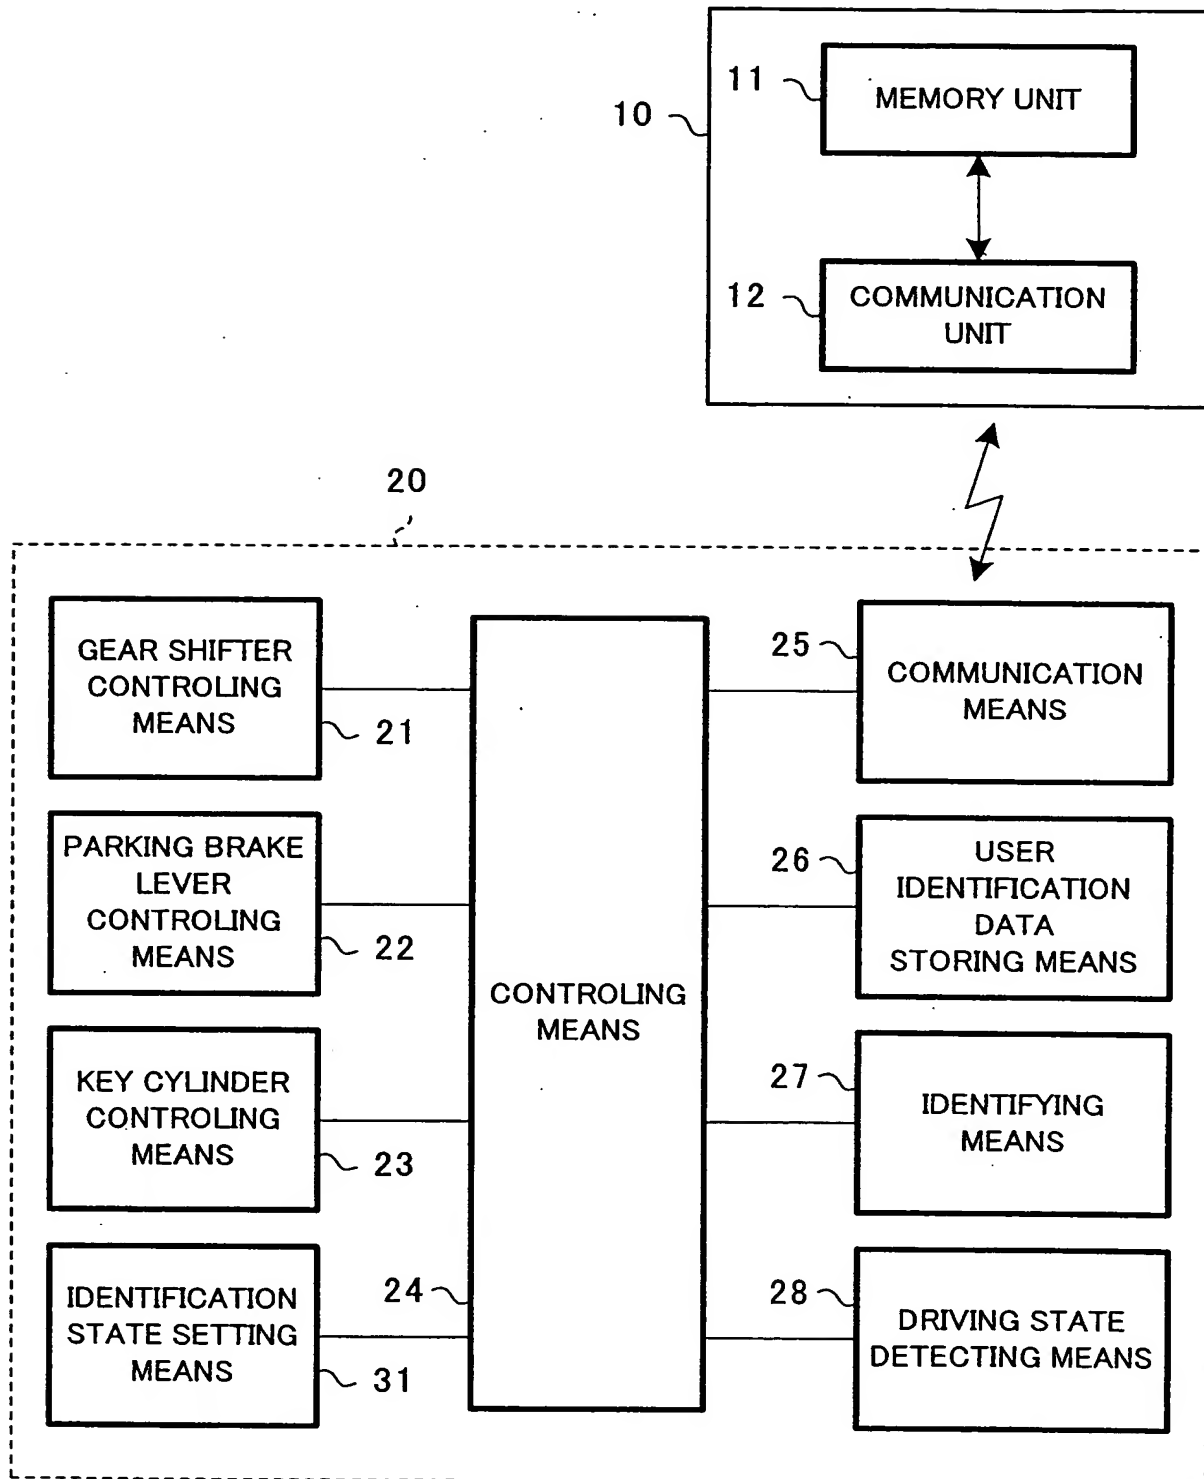 11
MEMORY UNIT
10
12
COMMUNICATION
UNIT
20
GEAR SHIFTER
CONTROLING
MEANS
21
PARKING BRAKE
LEVER
CONTROLING
MEANS
22
KEY CYLINDER
CONTROLING
MEANS
23
IDENTIFICATION
STATE SETTING
MEANS
31
CONTROLING
MEANS
24
25
COMMUNICATION
MEANS
26
USER
IDENTIFICATION
DATA
STORING MEANS
27
IDENTIFYING
MEANS
28
DRIVING STATE
DETECTING MEANS